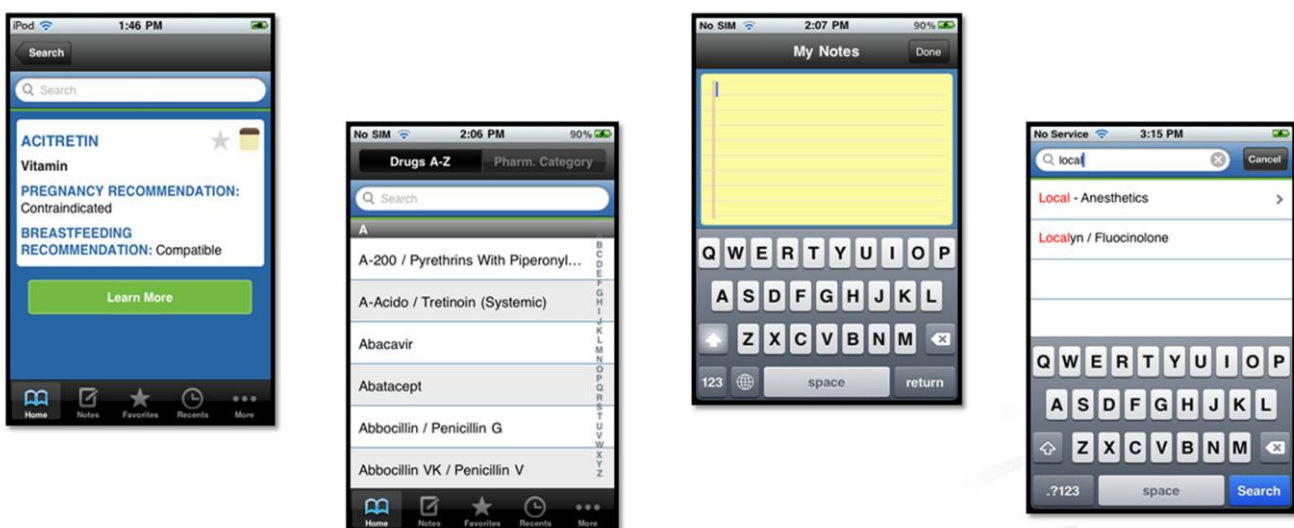 iPod 1:46 PM
Search
Search
ACITRETIN
Vitamin
PREGNANCY RECOMMENDATION:
Contraindicated
BREASTFEEDING
RECOMMENDATION: Compatible
Learn More
Home Notes Favorites Recents More
No SIM 2:06 PM 90%
Drugs A-Z Pharm. Category
Search
A
A-200 / Pyrethrins With Piperonyl...
A-Acido / Tretinoin (Systemic)
Abacavir
Abatacept
Abbocillin / Penicillin G
Abbocillin VK / Penicillin V
B
C
D
E
F
G
H
I
J
K
L
M
N
O
P
Q
R
S
T
U
V
W
X
Y
Z
Home Notes Favorites Recents More
No SIM 2:07 PM 90%
My Notes Done
Q W E R T Y U I O P
A S D F G H J K L
Z X C V B N M
123 space return
No Service 3:15 PM
local Cancel
Local - Anesthetics
Localyn / Fluocinolone
Q W E R T Y U I O P
A S D F G H J K L
Z X C V B N M
.?123 space Search